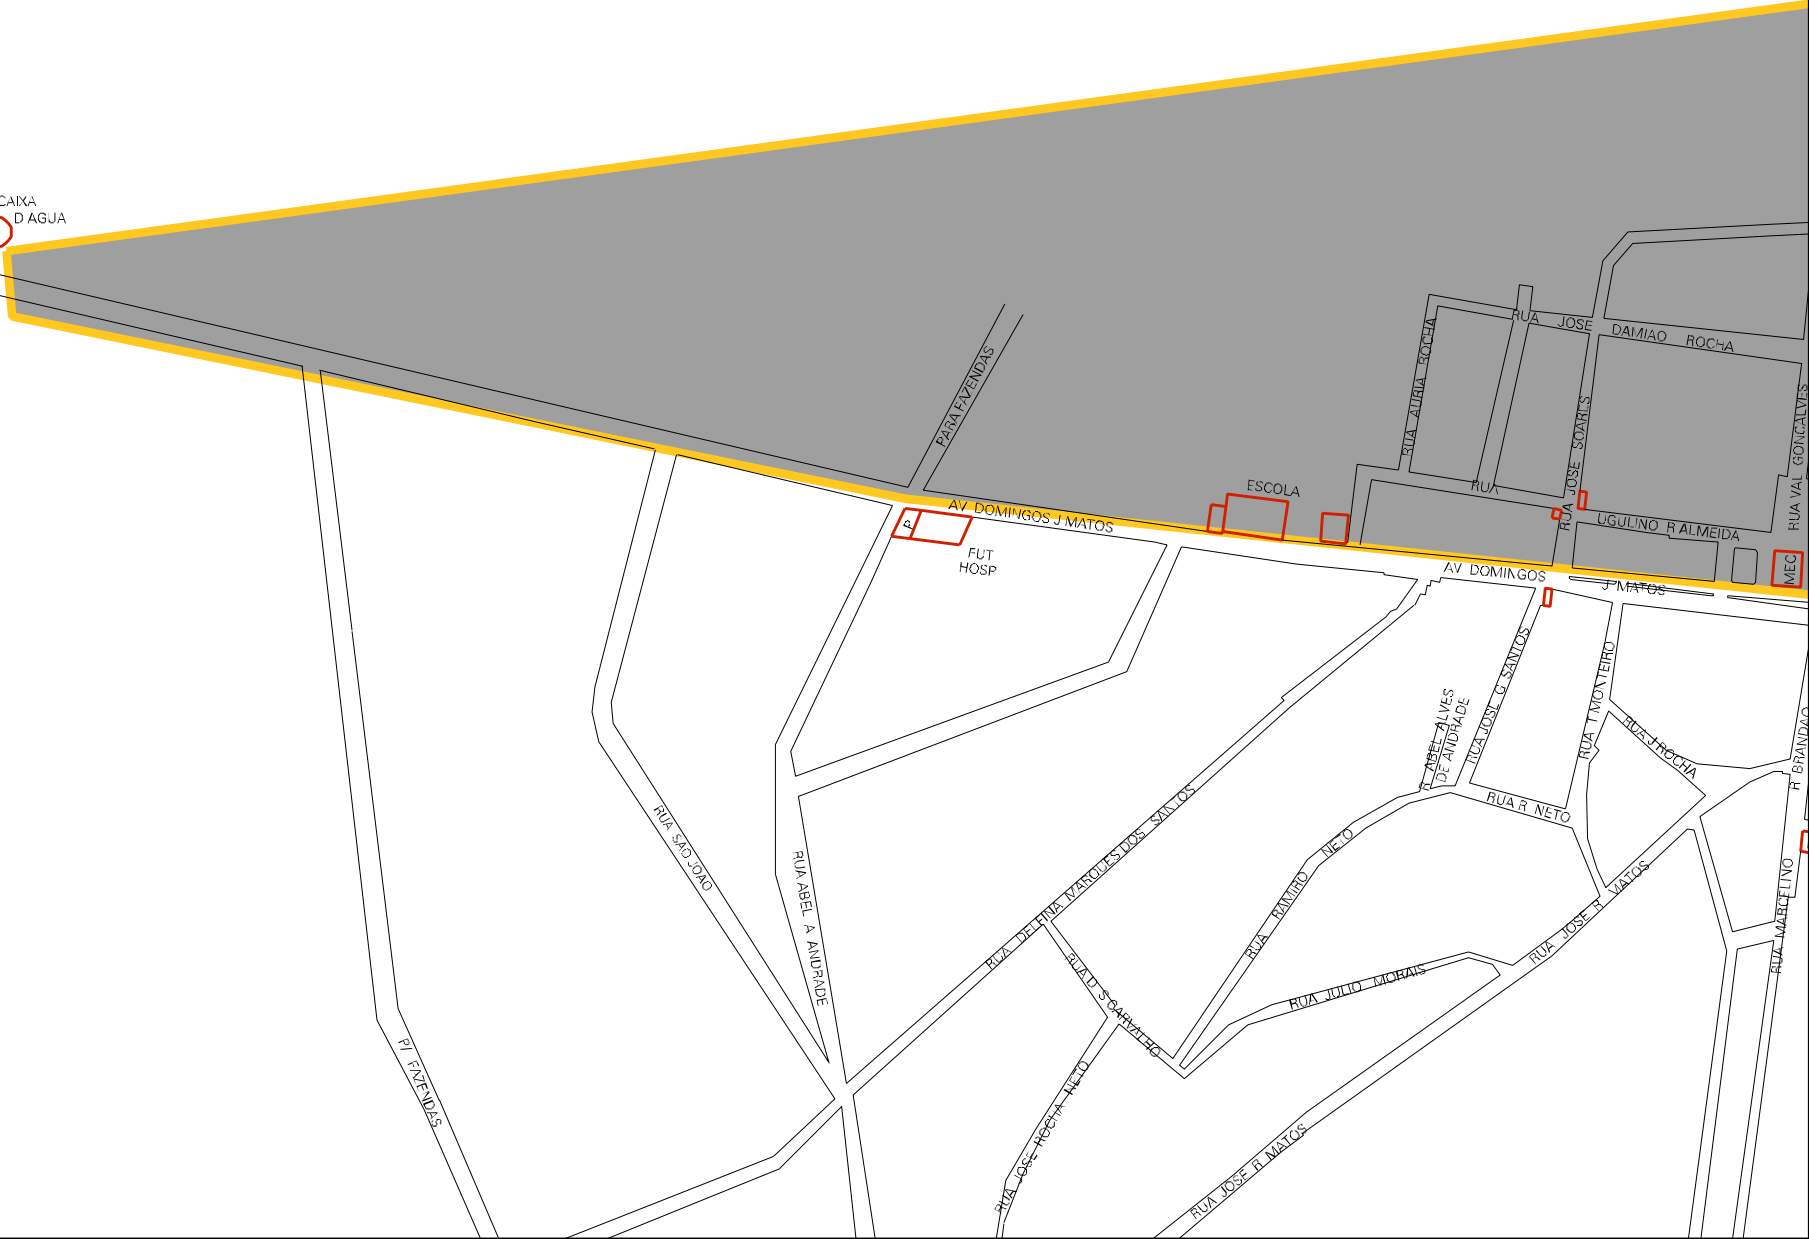 CAIXA
D AGUA
PARA FAZENDAS
RUA AURIA ROCHA
RUA JOSE DAMIAO ROCHA
RUA JOSE SOARES
RUA VAL GONCALVES
ESCOLA
RUA
UGULINO R ALMEIDA
MEC
AV DOMINGOS J MATOS
P
FUT
HOSP
AV DOMINGOS
J MATOS
RUA JOSE G SANTOS
RUA T MONTEIRO
R ABEL ALVES
DE ANDRADE
RUA J ROCHA
R BRANDAO
RUA R NETO
RUA SAO JOAO
RUA ABEL A ANDRADE
RUA DELFINA MARQUES DOS SANTOS
RUA RAMIRO NETO
RUA JOSE R MATOS
RUA MARCELINO
RUA D S CARVALHO
RUA JULIO MORAIS
P/ FAZENDAS
RUA JOSE ROCHA NETO
RUA JOSE R MATOS